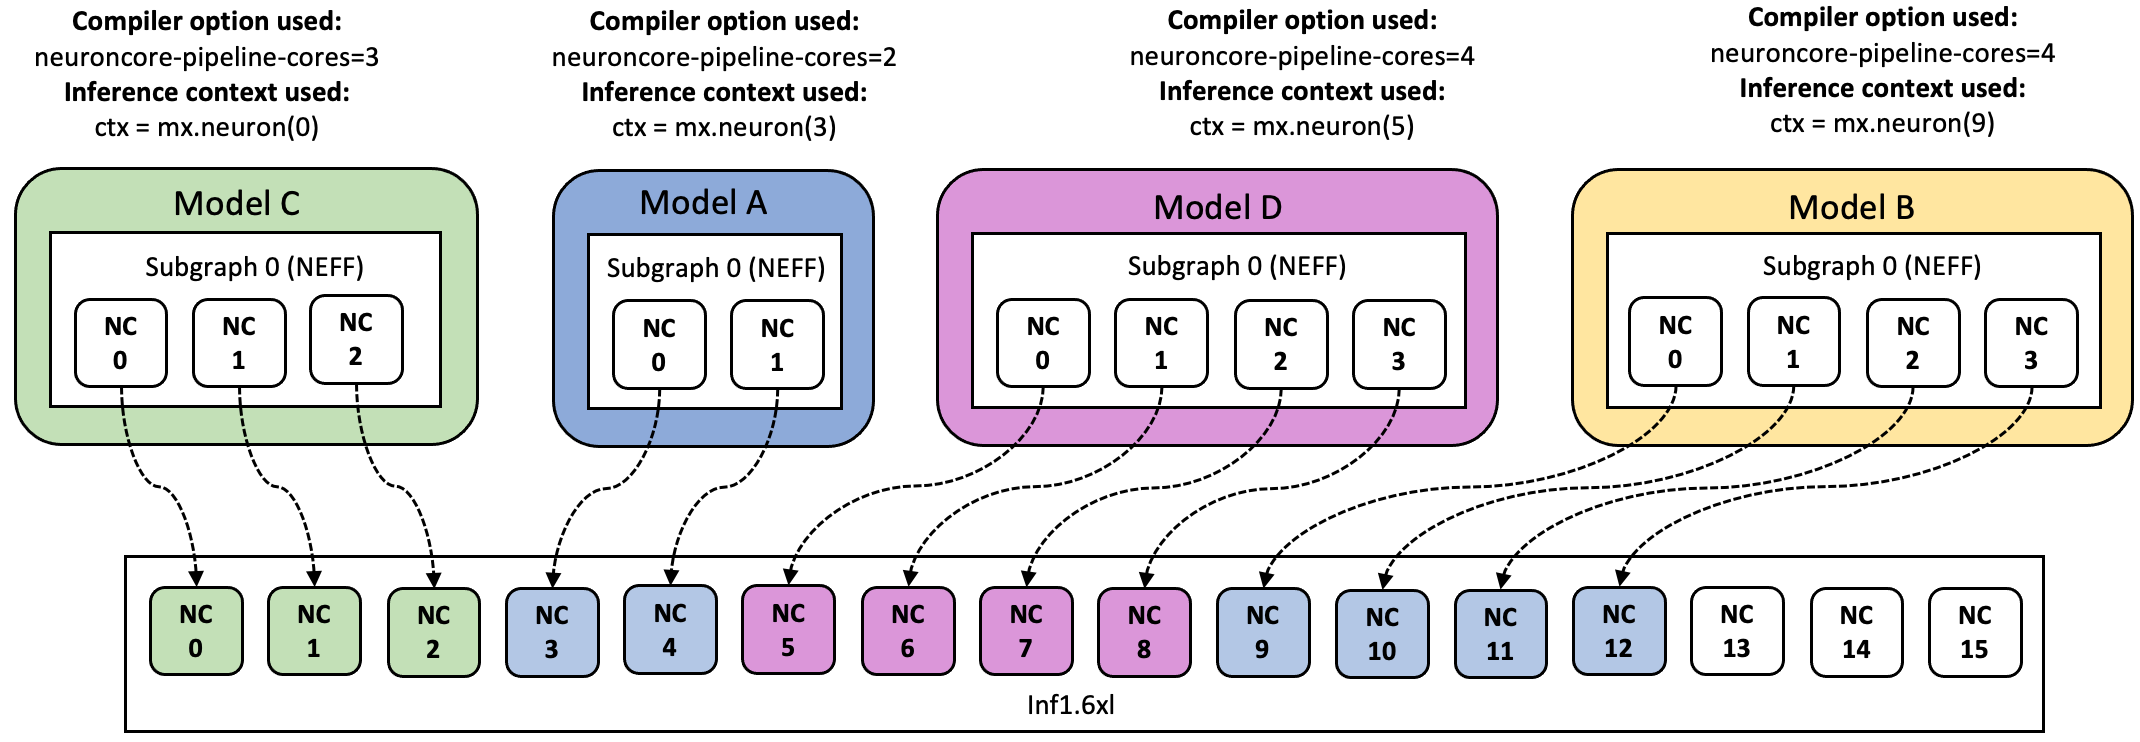 Compiler option used:
neuroncore-pipeline-cores=3
Inference context used:
ctx = mx.neuron(0)
Compiler option used:
neuroncore-pipeline-cores=2
Inference context used:
ctx = mx.neuron(3)
Compiler option used:
neuroncore-pipeline-cores=4
Inference context used:
ctx = mx.neuron(5)
Compiler option used:
neuroncore-pipeline-cores=4
Inference context used:
ctx = mx.neuron(9)
Model C
Subgraph 0 (NEFF)
NC
0
NC
1
NC
2
Model A
Subgraph 0 (NEFF)
NC
0
NC
1
Model D
Subgraph 0 (NEFF)
NC
0
NC
1
NC
2
NC
3
Model B
Subgraph 0 (NEFF)
NC
0
NC
1
NC
2
NC
3
NC
0
NC
1
NC
2
NC
3
NC
4
NC
5
NC
6
NC
7
NC
8
NC
9
NC
10
NC
11
NC
12
NC
13
NC
14
NC
15
Inf1.6xl